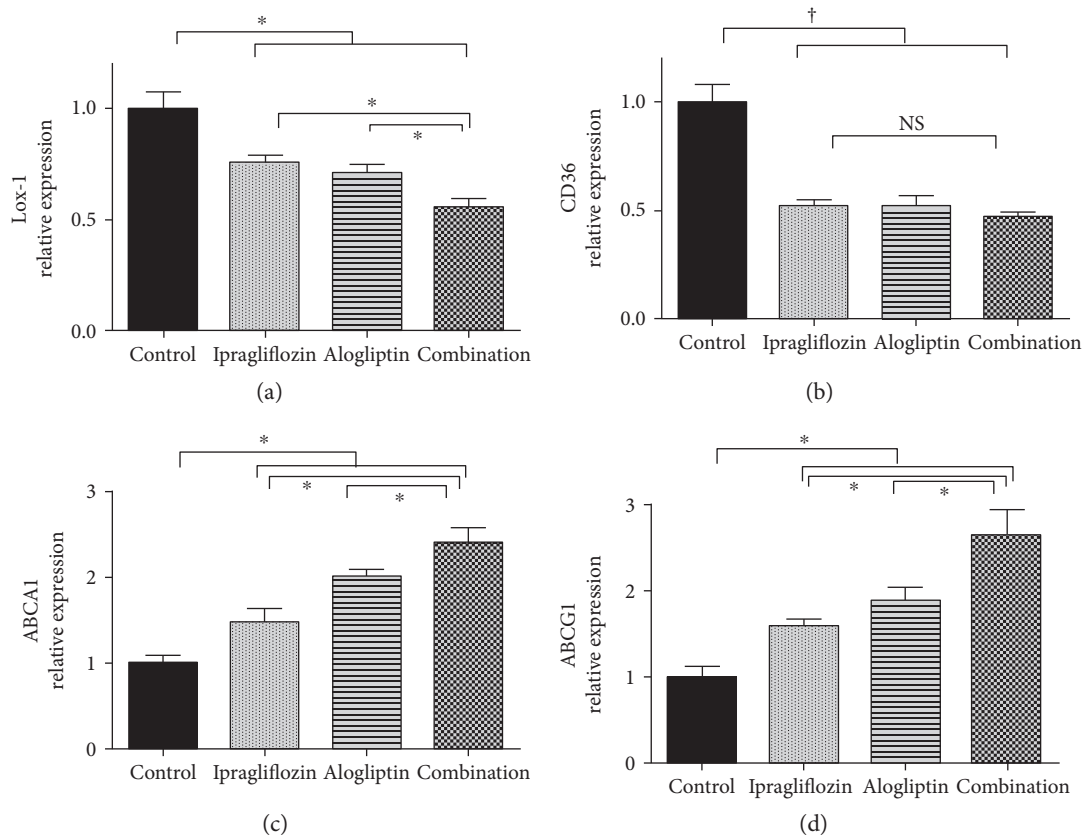 *
*
*
Lox-1
relative expression
1.0
0.5
0.0
Control Ipragliflozin Alogliptin Combination
(a)
†
NS
CD36
relative expression
1.0
0.5
0.0
Control Ipragliflozin Alogliptin Combination
(b)
*
* *
ABCA1
relative expression
3
2
1
0
Control Ipragliflozin Alogliptin Combination
(c)
*
* *
ABCG1
relative expression
3
2
1
0
Control Ipragliflozin Alogliptin Combination
(d)